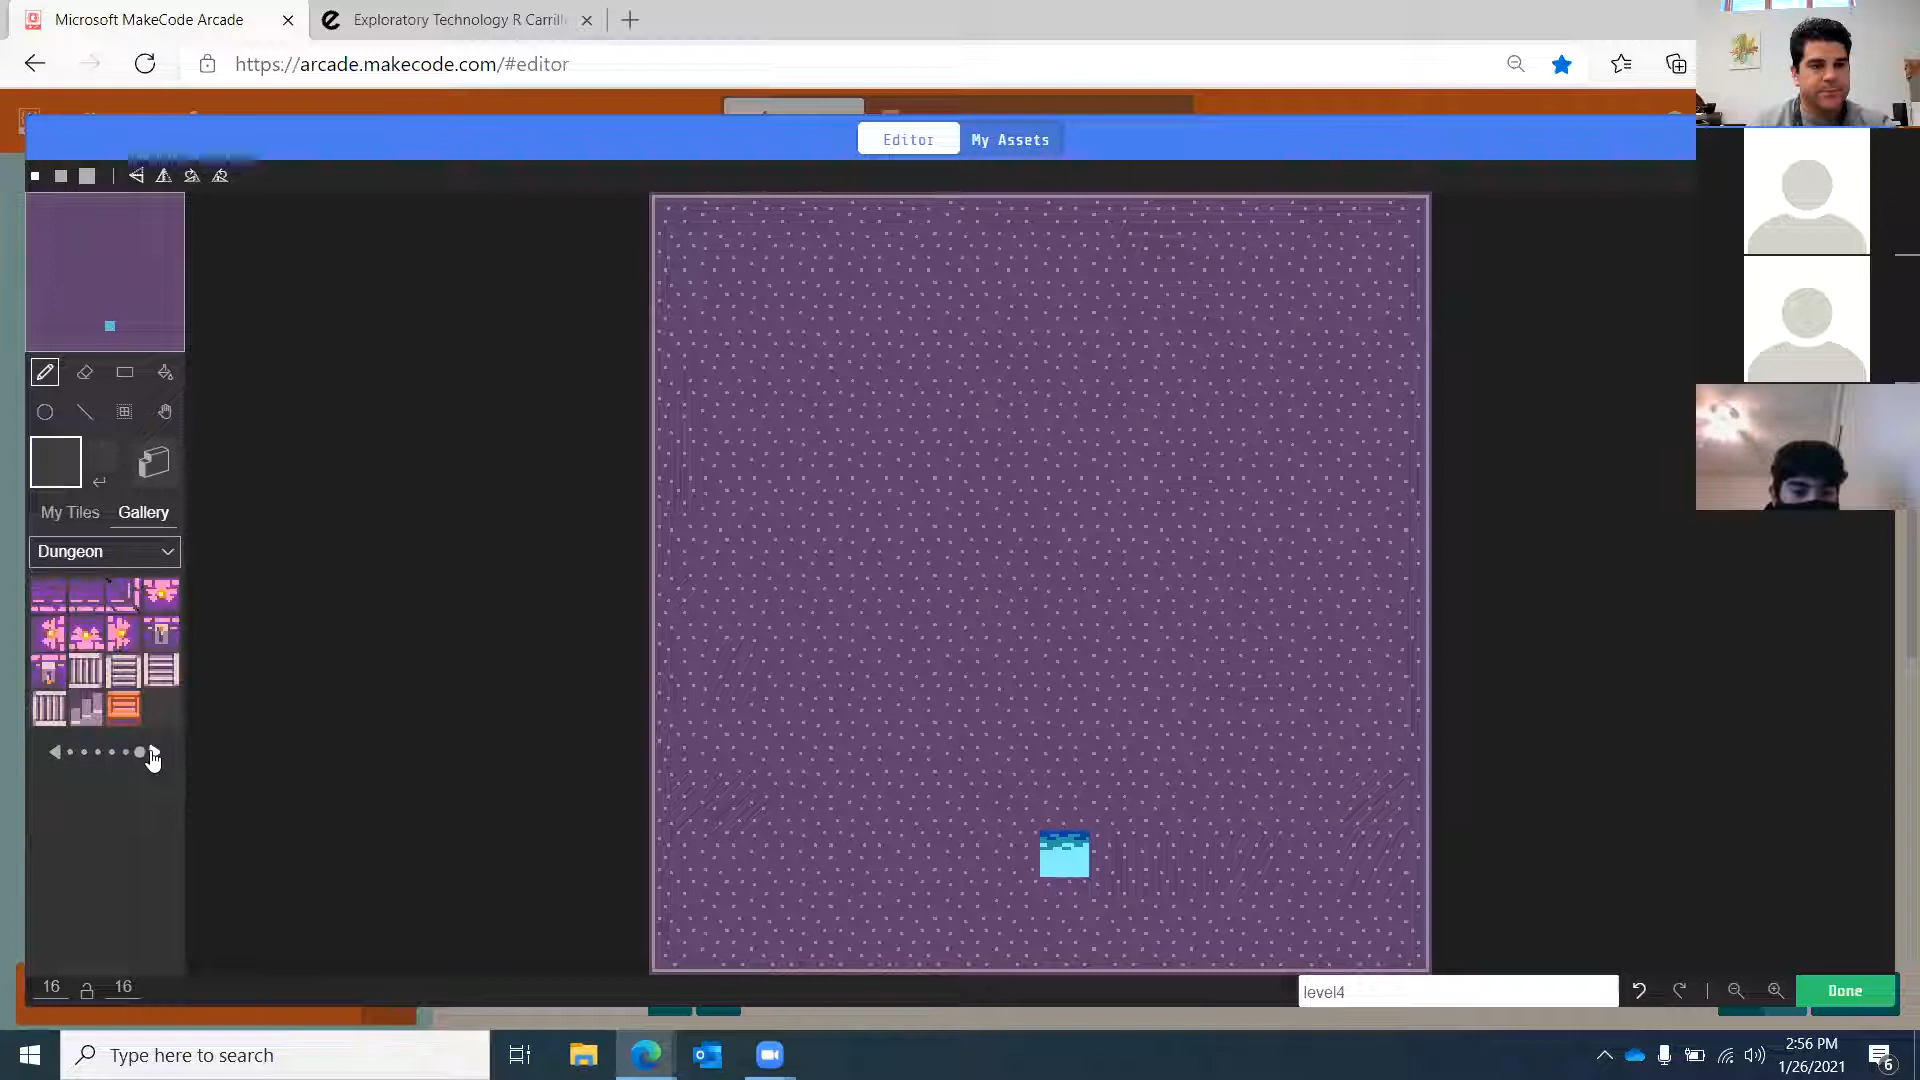 Microsoft MakeCode Arcade
Exploratory Technology R Carrill
https://arcade.makecode.com/#editor
Editor
My Assets
My Tiles
Gallery
Dungeon
16
16
level4
Done
Type here to search
2:56 PM
1/26/2021
6